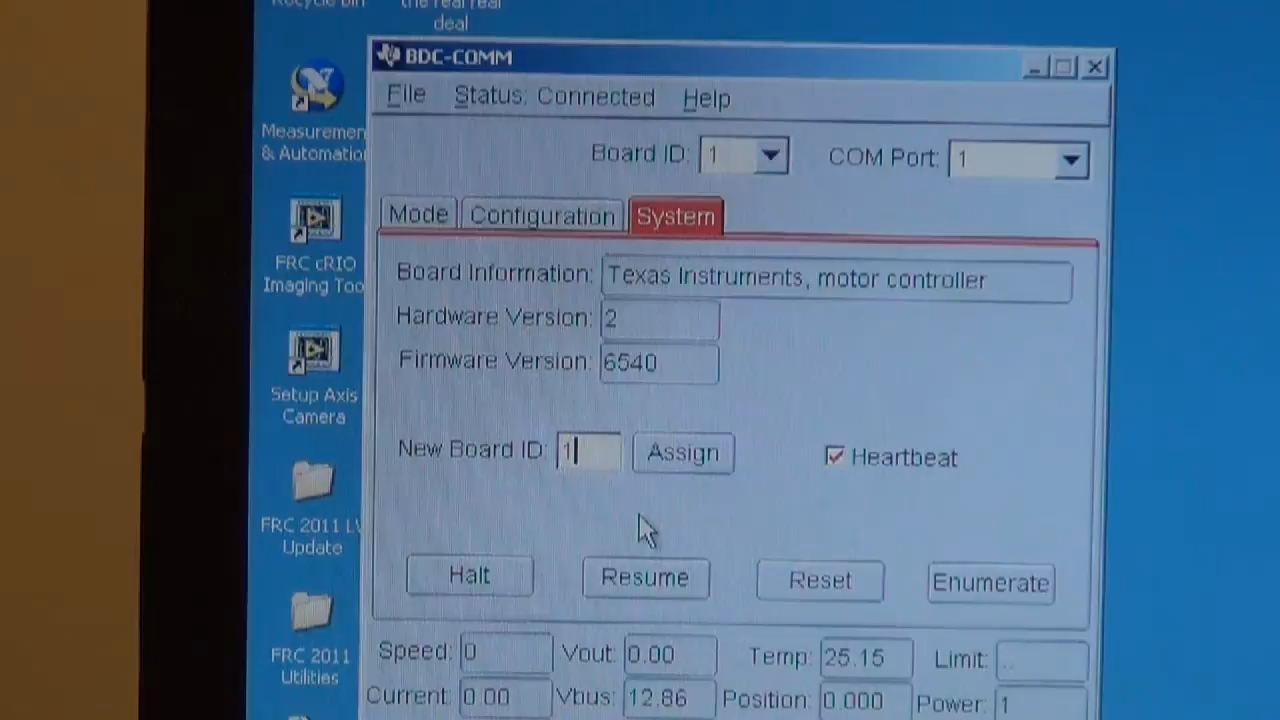 Recycle Bin
the real real
deal
BDC-COMM
File Status: Connected Help
Measuremen
& Automatio
Board ID: 1 COM Port: 1
Mode Configuration System
FRC cRIO
Imaging Too
Board Information: Texas Instruments, motor controller
Hardware Version: 2
Firmware Version: 6540
Setup Axis
Camera
New Board ID: 1 Assign Heartbeat
FRC 2011 LV
Update
Halt Resume Reset Enumerate
FRC 2011
Utilities
Speed: 0 Vout: 0.00 Temp: 25.15 Limit: ..
Current: 0.00 Vbus: 12.86 Position: 0.000 Power: 1